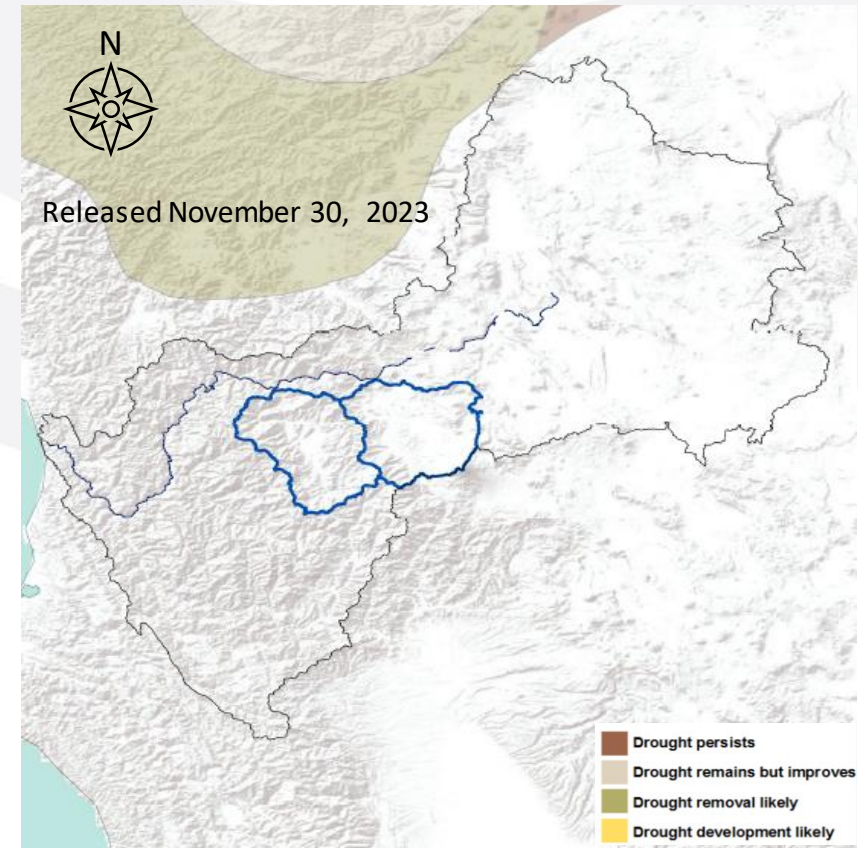 N
Released November 30, 2023
Drought persists
Drought remains but improves
Drought removal likely
Drought development likely